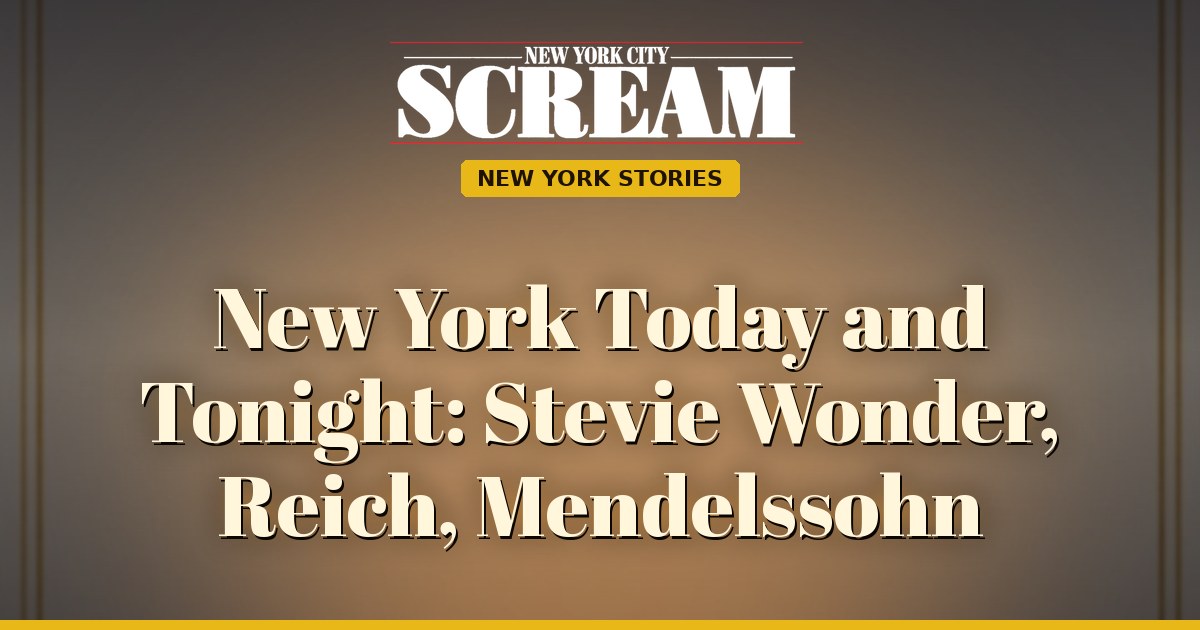 NEW YORK CITY
SCREAM
NEW YORK STORIES
New York Today and
Tonight: Stevie Wonder,
Reich, Mendelssohn